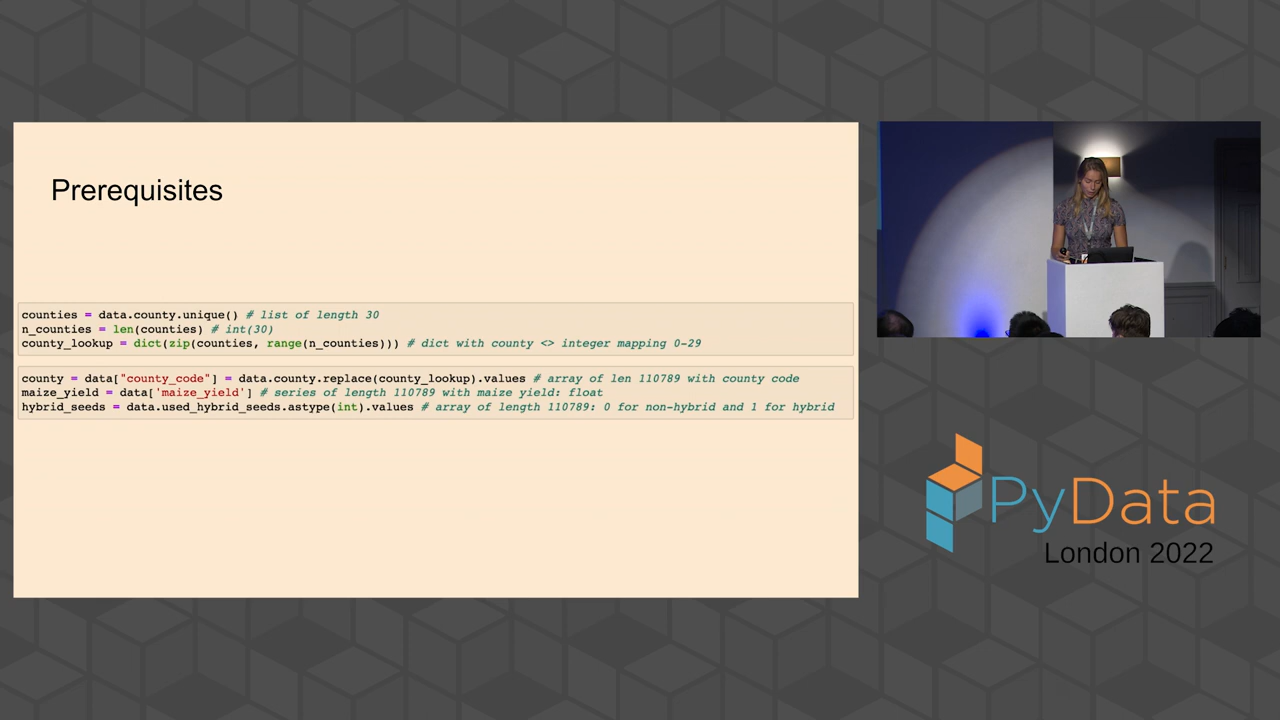 Prerequisites
counties = data.county.unique() # list of length 30
n_counties = len(counties) # int(30)
county_lookup = dict(zip(counties, range(n_counties))) # dict with county <> integer mapping 0-29
county = data["county_code"] = data.county.replace(county_lookup).values # array of len 110789 with county code
maize_yield = data['maize_yield'] # series of length 110789 with maize yield: float
hybrid_seeds = data.used_hybrid_seeds.astype(int).values # array of length 110789: 0 for non-hybrid and 1 for hybrid
PyData
London 2022